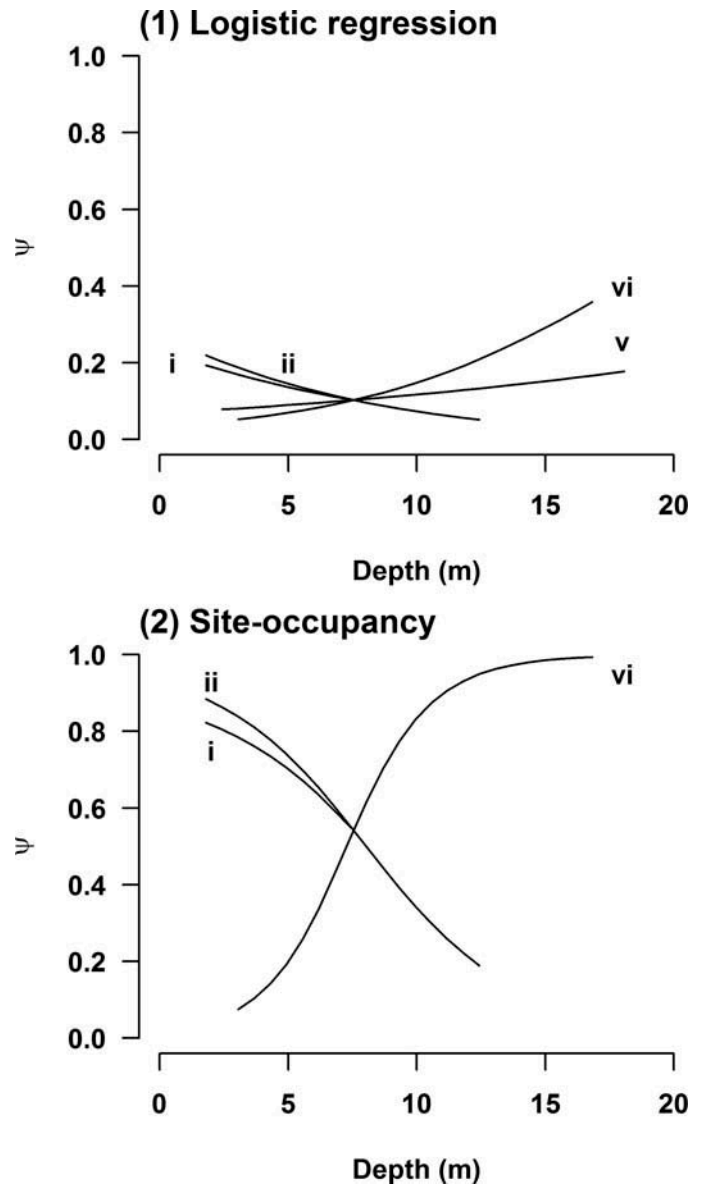 (1) Logistic regression
1.0
0.8
0.6
0.4
0.2
0.0
ψ
i
ii
vi
v
0 5 10 15 20
Depth (m)
(2) Site-occupancy
1.0
0.8
0.6
0.4
0.2
0.0
ψ
ii
i
vi
0 5 10 15 20
Depth (m)